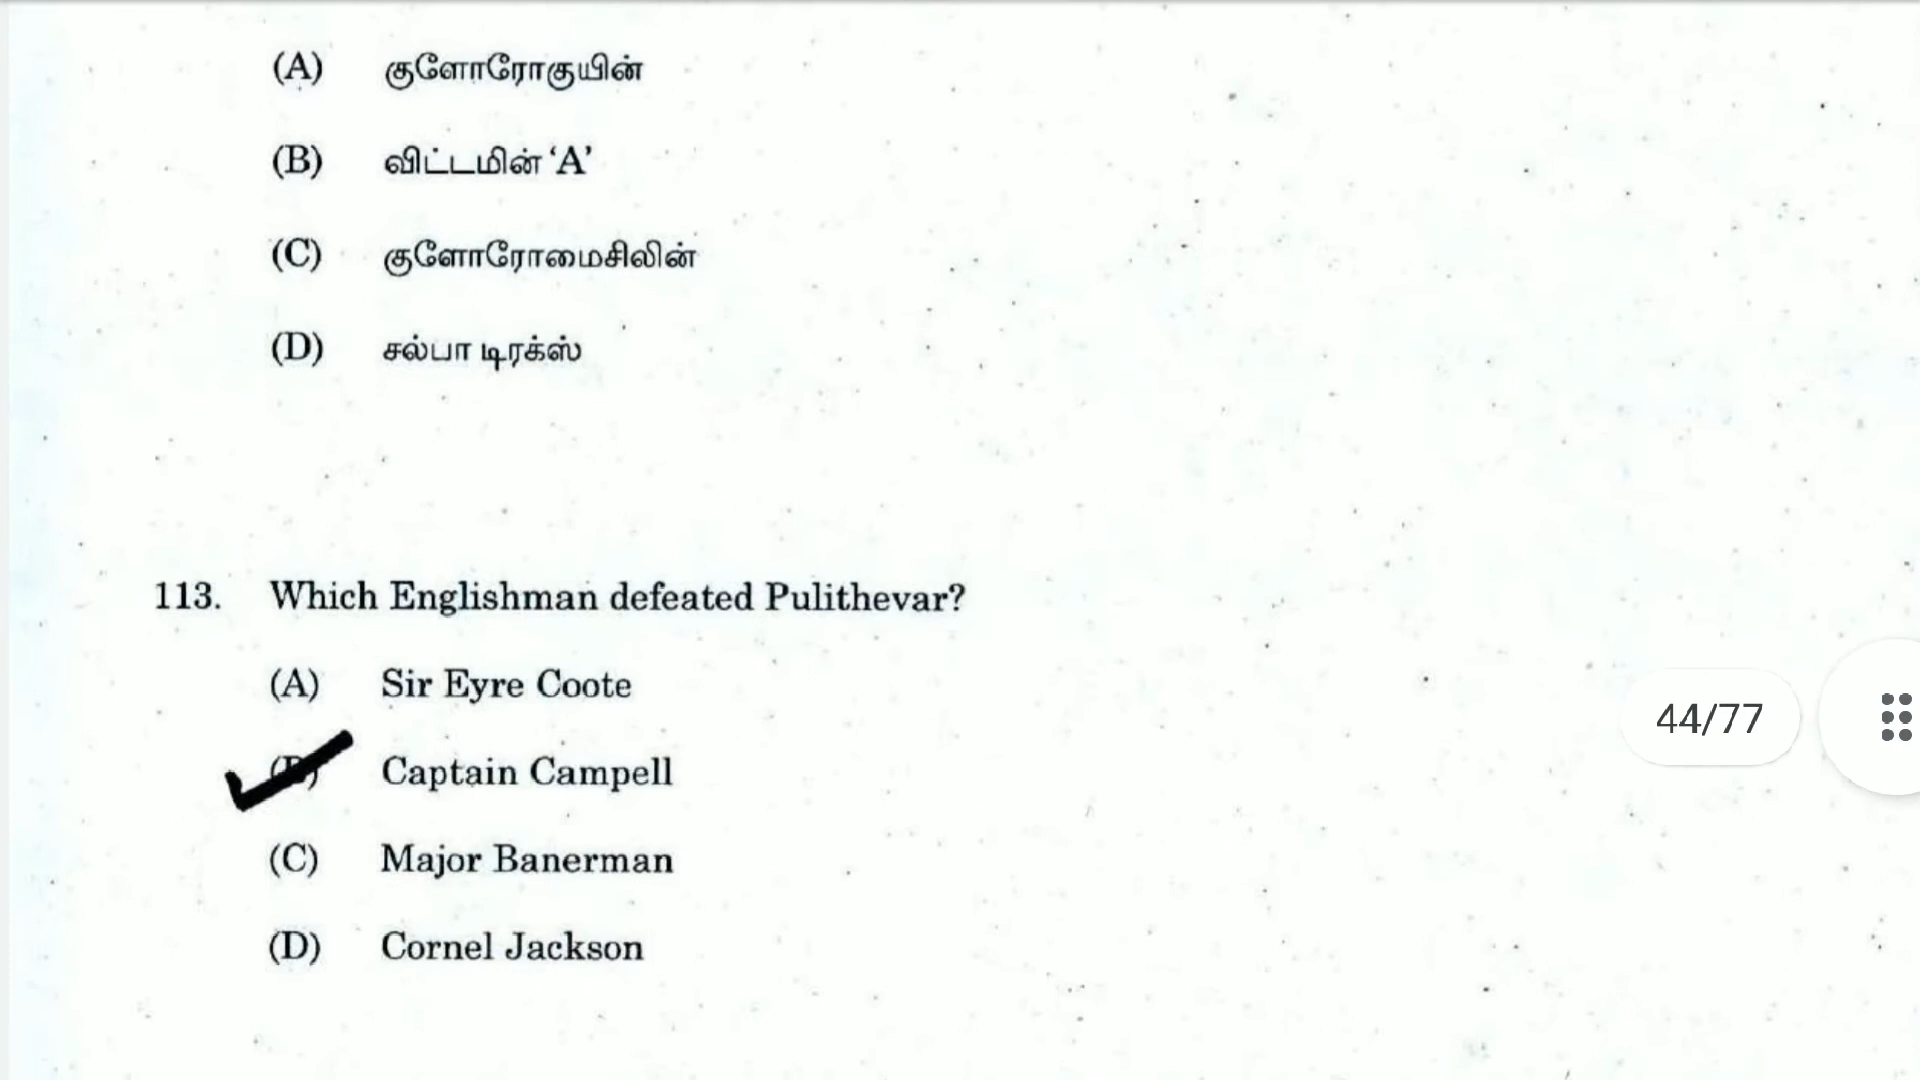 (A) குளோரோகுயின்
(B) விட்டமின் ‘A’
(C) குளோரோமைசிலின்
(D) சல்பா டிரக்ஸ்
113. Which Englishman defeated Pulithevar?
(A) Sir Eyre Coote
(B) Captain Campell
44/77
(C) Major Banerman
(D) Cornel Jackson